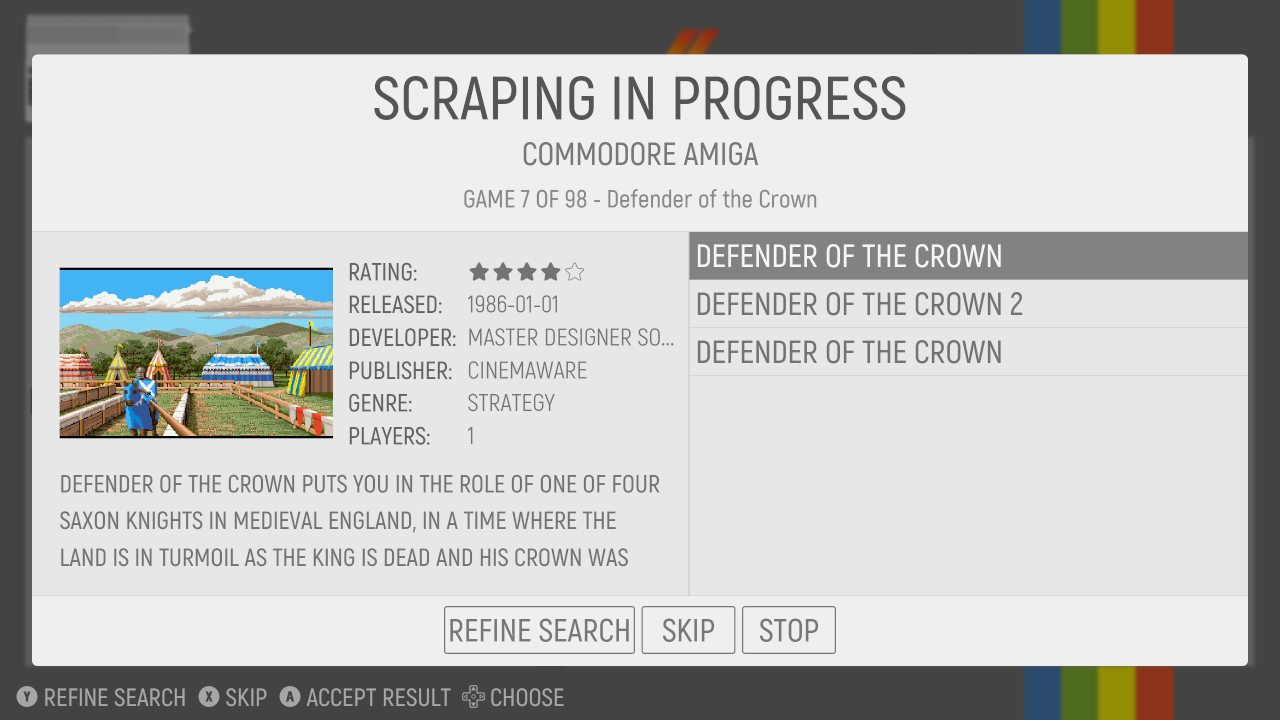 SCRAPING IN PROGRESS
COMMODORE AMIGA
GAME 7 OF 98 - Defender of the Crown
RATING:
RELEASED: 1986-01-01
DEVELOPER: MASTER DESIGNER SO...
PUBLISHER: CINEMAWARE
GENRE: STRATEGY
PLAYERS: 1
DEFENDER OF THE CROWN PUTS YOU IN THE ROLE OF ONE OF FOUR
SAXON KNIGHTS IN MEDIEVAL ENGLAND, IN A TIME WHERE THE
LAND IS IN TURMOIL AS THE KING IS DEAD AND HIS CROWN WAS
DEFENDER OF THE CROWN
DEFENDER OF THE CROWN 2
DEFENDER OF THE CROWN
REFINE SEARCH SKIP STOP
Y REFINE SEARCH X SKIP A ACCEPT RESULT CHOOSE